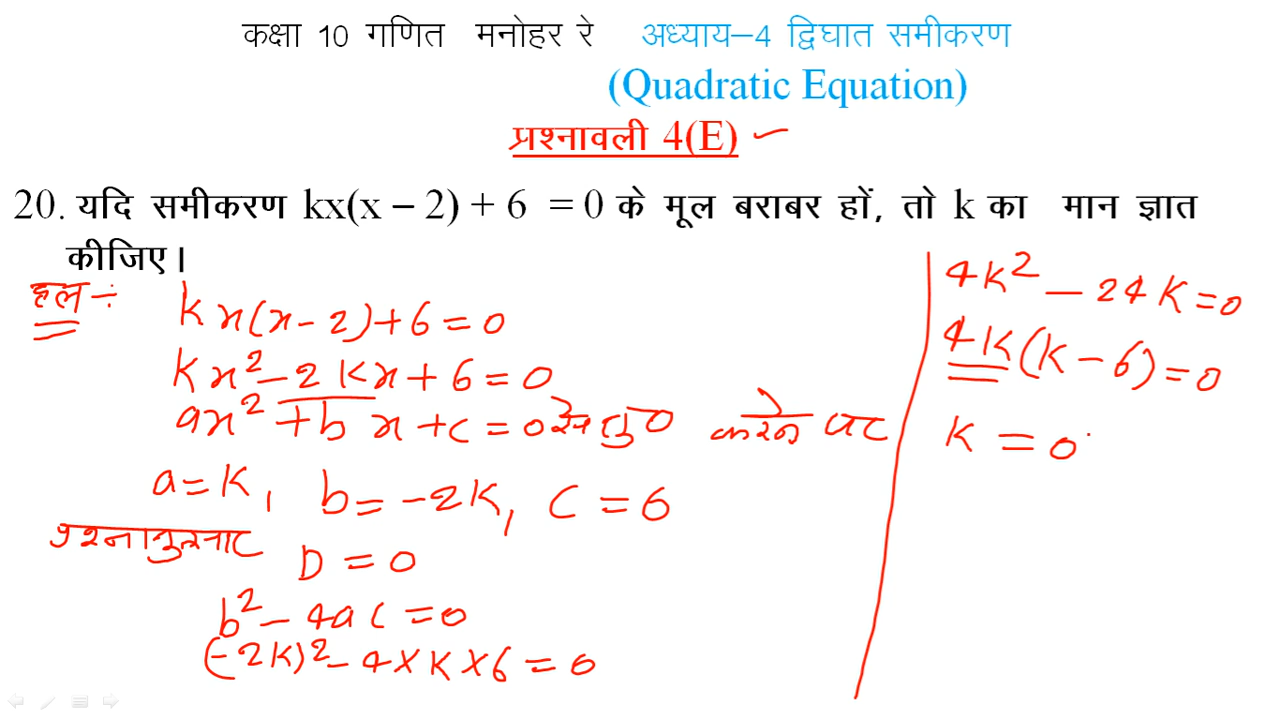 कक्षा 10 गणित मनोहर रे अध्याय–4 द्विघात समीकरण
(Quadratic Equation)
प्रश्नावली 4(E)
20. यदि समीकरण kx(x – 2) + 6 = 0 के मूल बराबर हों, तो k का मान ज्ञात
कीजिए।
हल ÷
kx(x-2)+6=0
kx²-2kx+6=0
ax²+bx+c=0 से तु० करने पर
a=k, b=-2k, c=6
प्रश्नानुसार D=0
b²-4ac=0
(-2k)²-4×k×6=0
4k²-24k=0
4k(k-6)=0
k=0